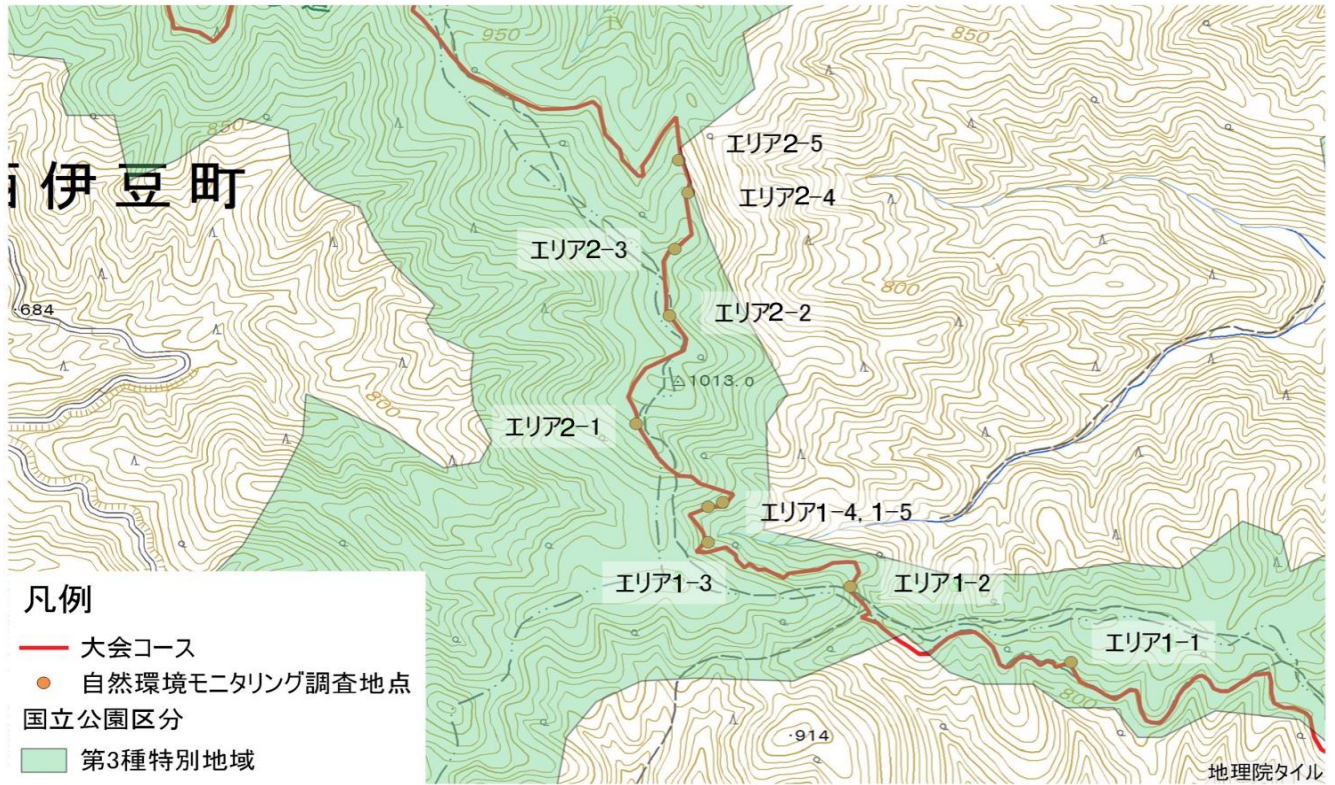 950
850
850
エリア2-5
伊豆町
エリア2-4
エリア2-3
800
・684
エリア2-2
1013.0
800
エリア2-1
エリア1-4, 1-5
エリア1-3
エリア1-2
エリア1-1
800
・914
凡例
大会コース
自然環境モニタリング調査地点
国立公園区分
第3種特別地域
地理院タイル